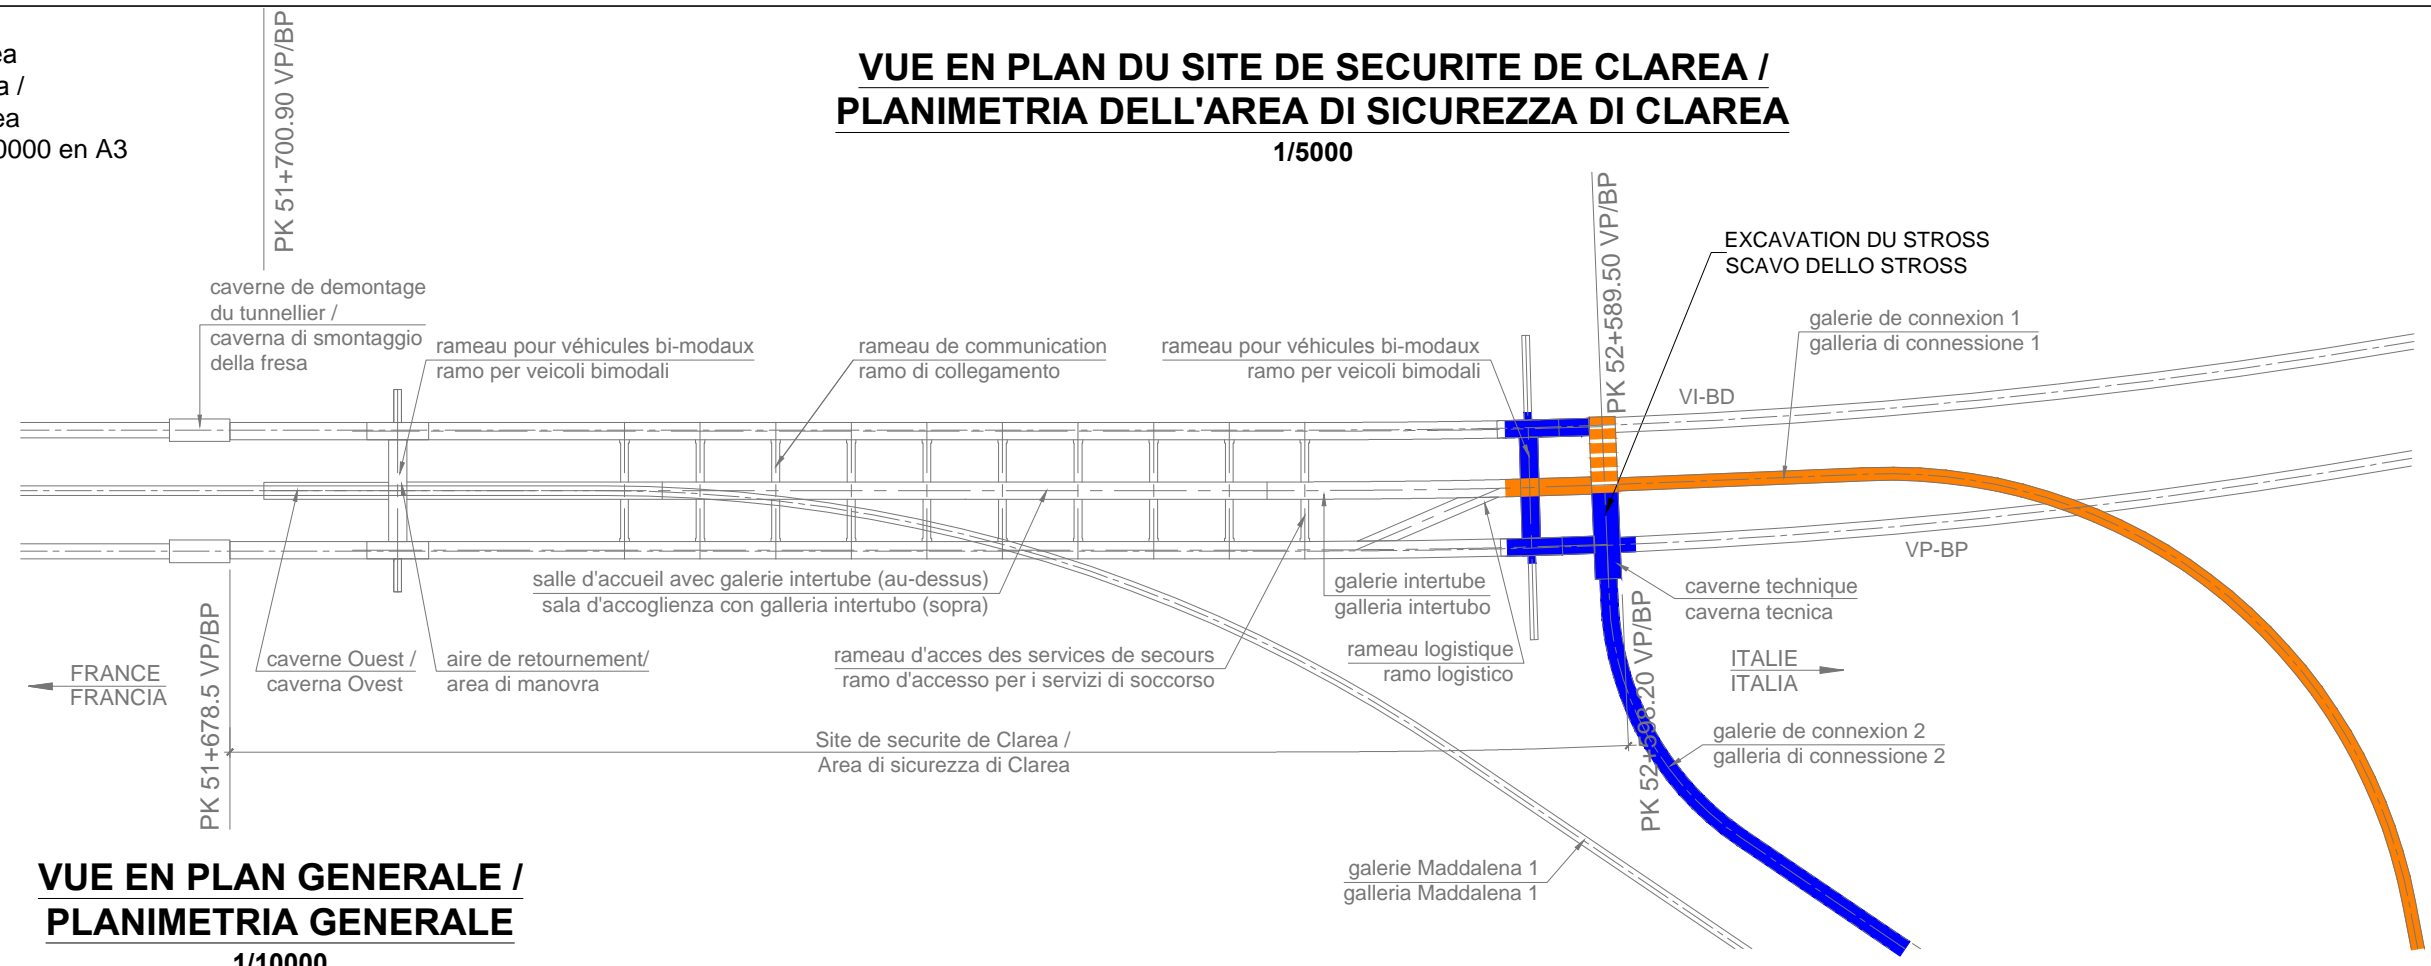 ea
a /
ea
0000 en A3
PK 51+700.90 VP/BP
VUE EN PLAN DU SITE DE SECURITE DE CLAREA /
PLANIMETRIA DELL'AREA DI SICUREZZA DI CLAREA
1/5000
PK 52+589.50 VP/BP
EXCAVATION DU STROSS
SCAVO DELLO STROSS
caverne de demontage
du tunnellier /
caverna di smontaggio
della fresa
rameau pour véhicules bi-modaux
ramo per veicoli bimodali
rameau de communication
ramo di collegamento
rameau pour véhicules bi-modaux
ramo per veicoli bimodali
galerie de connexion 1
galleria di connessione 1
VI-BD
VP-BP
salle d'accueil avec galerie intertube (au-dessus)
sala d'accoglienza con galleria intertubo (sopra)
galerie intertube
galleria intertubo
caverne technique
caverna tecnica
caverne Ouest /
caverna Ovest
aire de retournement/
area di manovra
rameau d'acces des services de secours
ramo d'accesso per i servizi di soccorso
rameau logistique
ramo logistico
FRANCE
FRANCIA
ITALIE
ITALIA
PK 51+678.5 VP/BP
PK 52+598.20 VP/BP
Site de securite de Clarea /
Area di sicurezza di Clarea
galerie de connexion 2
galleria di connessione 2
galerie Maddalena 1
galleria Maddalena 1
VUE EN PLAN GENERALE /
PLANIMETRIA GENERALE
1/10000